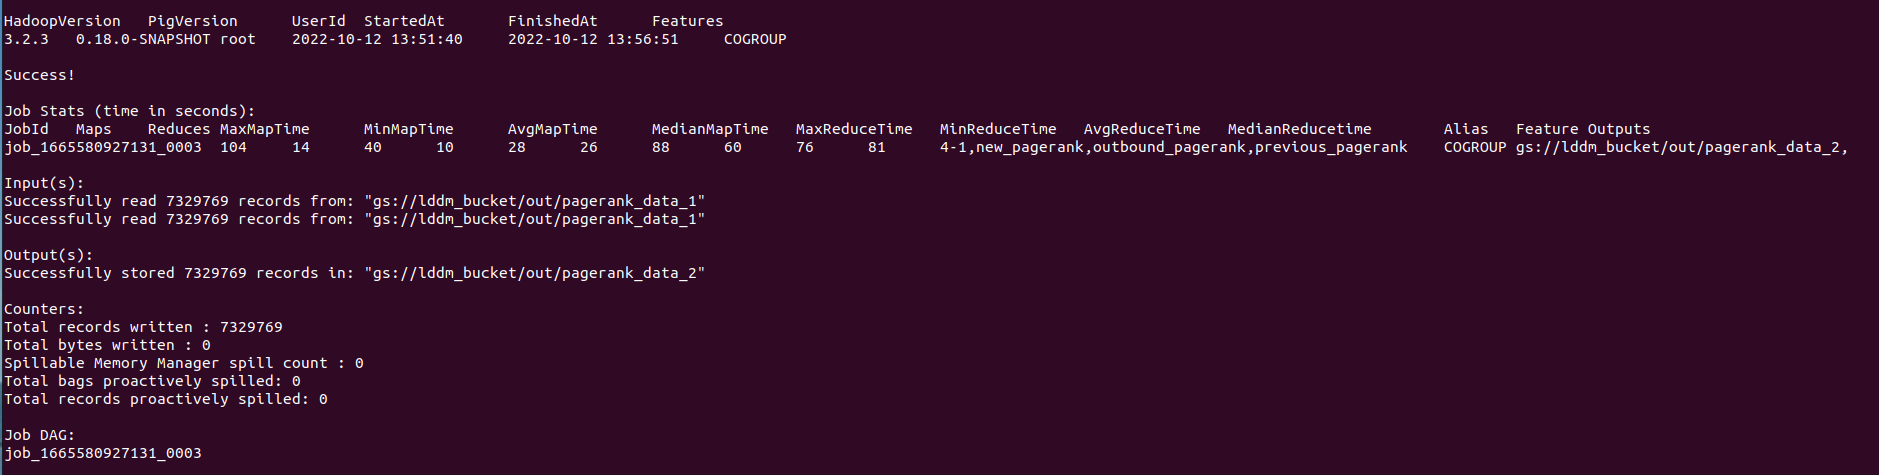 HadoopVersion PigVersion UserId StartedAt FinishedAt Features
3.2.3 0.18.0-SNAPSHOT root 2022-10-12 13:51:40 2022-10-12 13:56:51 COGROUP
Success!
Job Stats (time in seconds):
JobId Maps Reduces MaxMapTime MinMapTime AvgMapTime MedianMapTime MaxReduceTime MinReduceTime AvgReduceTime MedianReducetime Alias Feature Outputs
job_1665580927131_0003 104 14 40 10 28 26 88 60 76 81 4-1,new_pagerank,outbound_pagerank,previous_pagerank COGROUP gs://lddm_bucket/out/pagerank_data_2,
Input(s):
Successfully read 7329769 records from: "gs://lddm_bucket/out/pagerank_data_1"
Successfully read 7329769 records from: "gs://lddm_bucket/out/pagerank_data_1"
Output(s):
Successfully stored 7329769 records in: "gs://lddm_bucket/out/pagerank_data_2"
Counters:
Total records written : 7329769
Total bytes written : 0
Spillable Memory Manager spill count : 0
Total bags proactively spilled: 0
Total records proactively spilled: 0
Job DAG:
job_1665580927131_0003